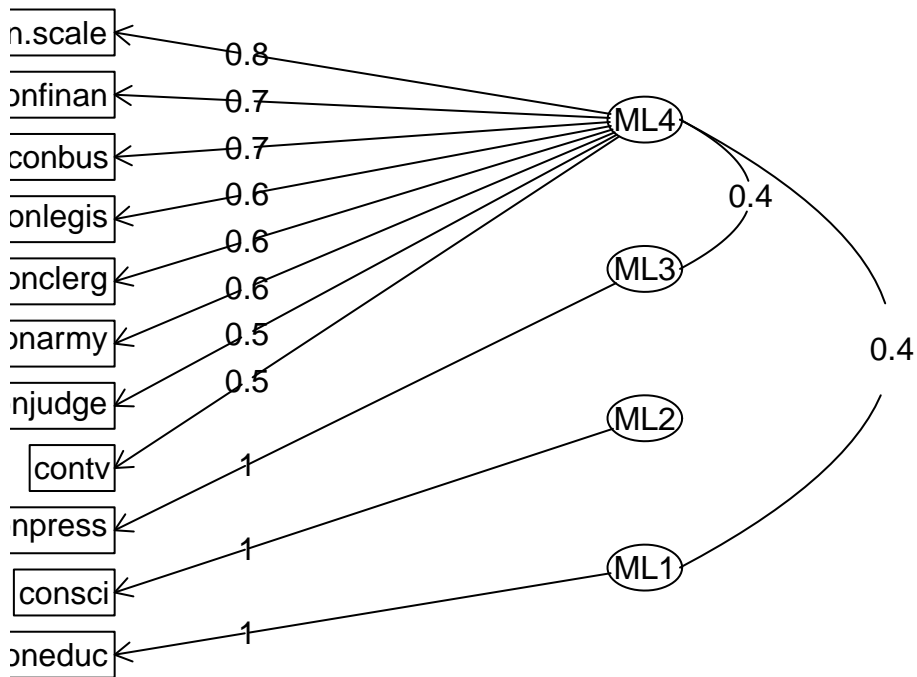 n.scale
onfinan
conbus
onlegis
onclerg
onarmy
njudge
contv
npress
consci
oneduc
0.8
0.7
0.7
0.6
0.6
0.6
0.5
0.5
1
1
1
ML4
ML3
ML2
ML1
0.4
0.4